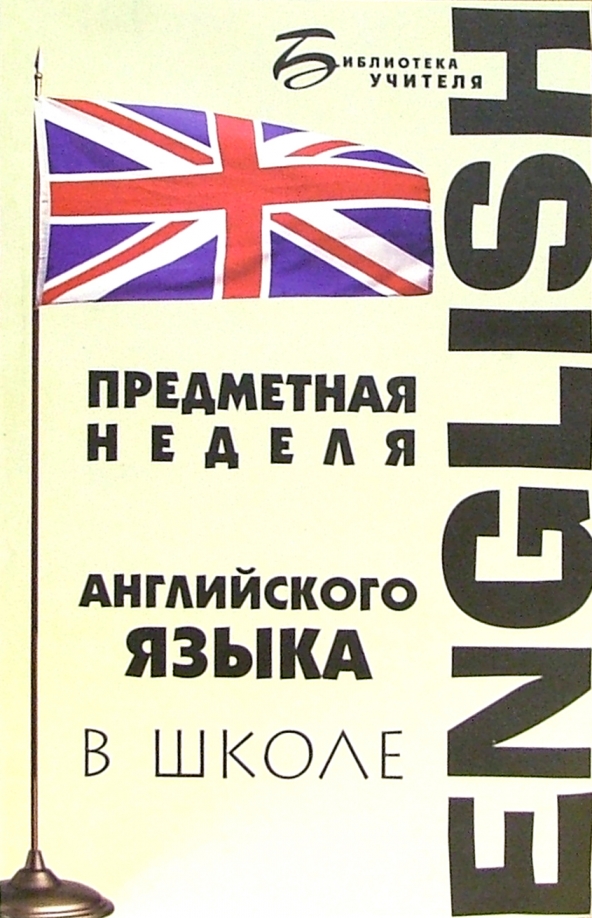 БИБЛИОТЕКА
УЧИТЕЛЯ
ПРЕДМЕТНАЯ
НЕДЕЛЯ
АНГЛИЙСКОГО
ЯЗЫКА
В ШКОЛЕ
ENGLISH